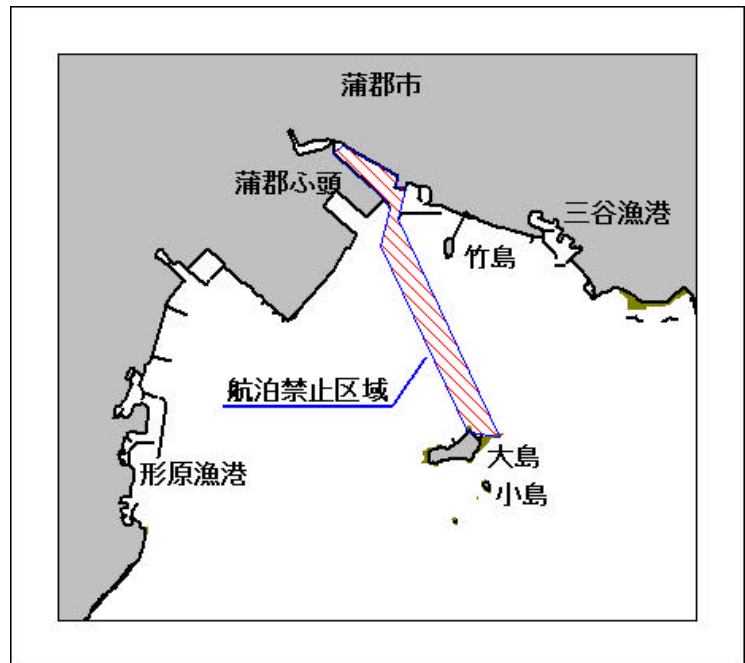 蒲郡市
蒲郡ふ頭
三谷漁港
竹島
航泊禁止区域
大島
形原漁港
小島